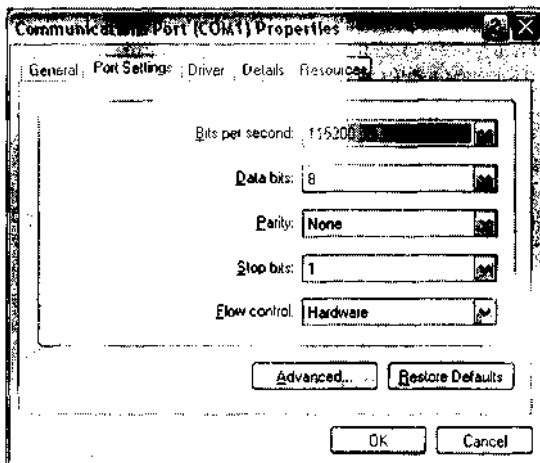 Communications Port (COM1) Properties
General Port Settings Driver Details Resources
Bits per second: 115200
Data bits: 8
Parity: None
Stop bits: 1
Flow control: Hardware
Advanced... Restore Defaults
OK Cancel